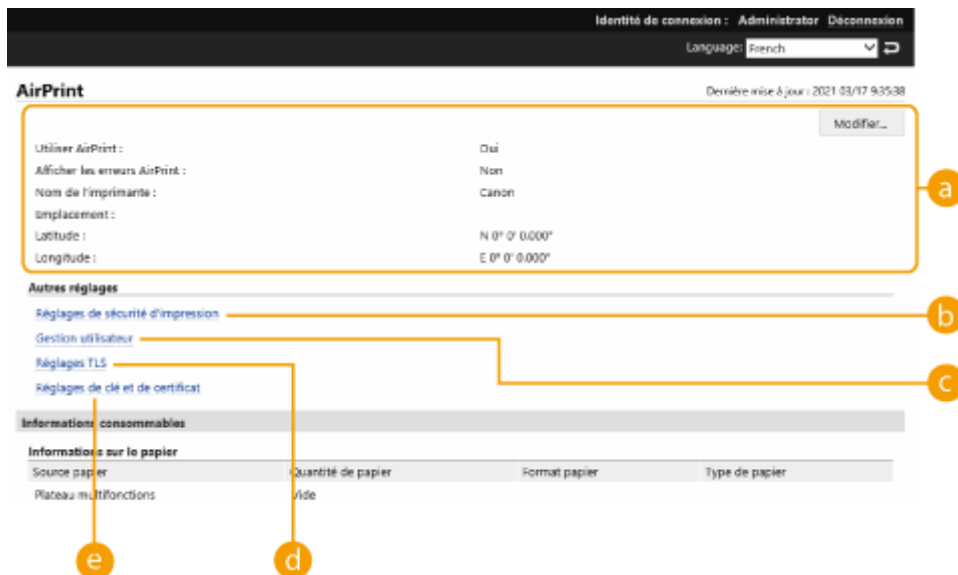 Identité de connexion : Administrator Déconnexion
Language: French
AirPrint
Dernière mise à jour : 2021 03/17 9:35:38
Modifier...
Utiliser AirPrint : Oui
Afficher les erreurs AirPrint : Non
Nom de l'imprimante : Canon
Emplacement :
Latitude : N 0° 0' 0.000"
Longitude : E 0° 0' 0.000"
a
Autres réglages
Réglages de sécurité d'impression
b
Gestion utilisateur
Réglages TLS
c
Réglages de clé et de certificat
Informations consommables
Informations sur le papier
Source papier Quantité de papier Format papier Type de papier
Plateau multifonctions Vide
e d